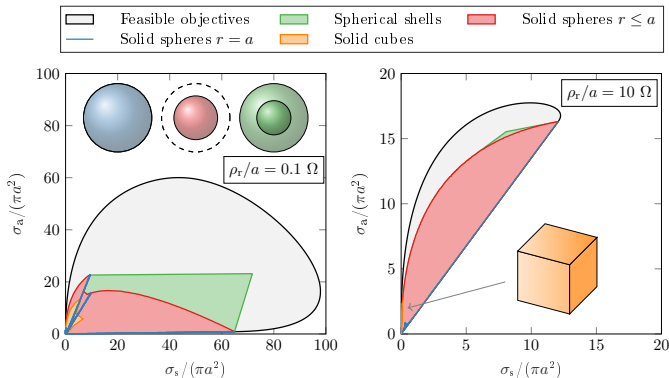 Feasible objectives Spherical shells Solid spheres r ≤ a
Solid spheres r = a Solid cubes
100
80
60
40
20
0
0 20 40 60 80 100
σa/(πa²)
σs/(πa²)
ρr/a = 0.1 Ω
20
15
10
5
0
0 5 10 15 20
σa/(πa²)
σs/(πa²)
ρr/a = 10 Ω